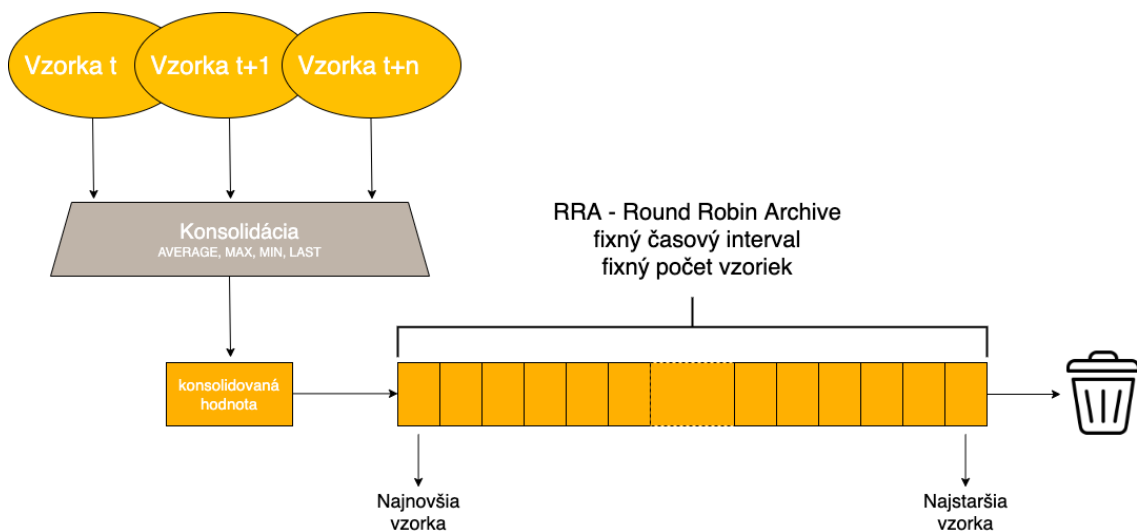 Vzorka t
Vzorka t+1
Vzorka t+n
Konsolidácia
AVERAGE, MAX, MIN, LAST
RRA - Round Robin Archive
fixný časový interval
fixný počet vzoriek
konsolidovaná
hodnota
Najnovšia
vzorka
Najstaršia
vzorka